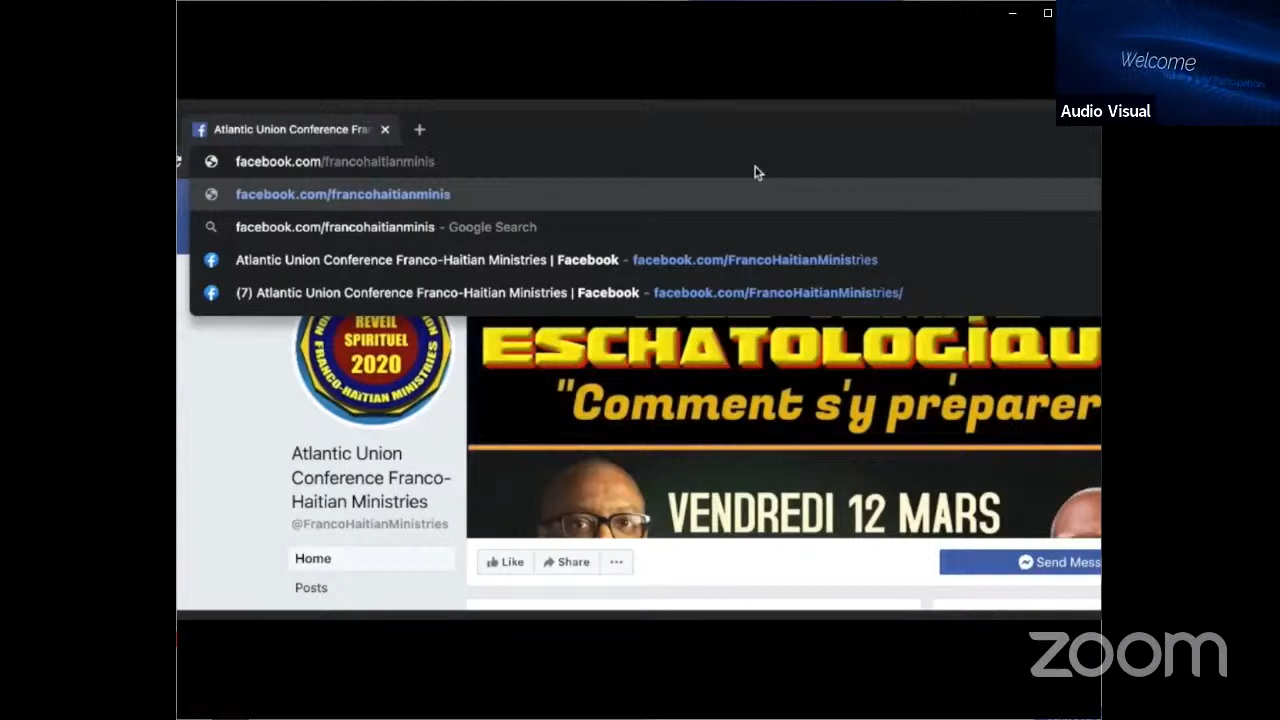 Welcome
Audio Visual
Atlantic Union Conference Fra
facebook.com/francohaitianminis
facebook.com/francohaitianminis
facebook.com/francohaitianminis - Google Search
Atlantic Union Conference Franco-Haitian Ministries | Facebook - facebook.com/FrancoHaitianMinistries
(7) Atlantic Union Conference Franco-Haitian Ministries | Facebook - facebook.com/FrancoHaitianMinistries/
REVEIL
SPIRITUEL
2020
FRANCO-HAITIAN MINISTRIES
ESCHATOLOGiQU
"Comment s'y préparer
Atlantic Union
Conference Franco-
Haitian Ministries
@FrancoHaitianMinistries
VENDREDI 12 MARS
Home
Like
Share
Send Mess
Posts
zoom